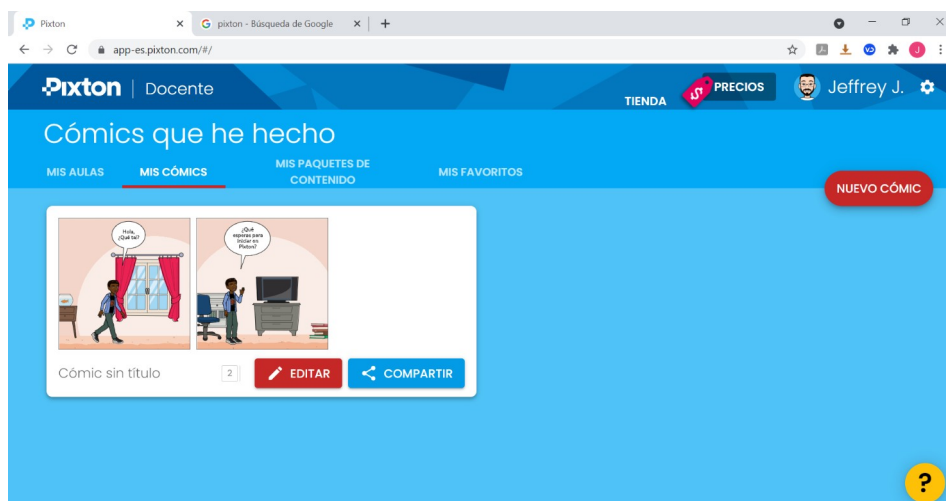 Pixton
pixton - Búsqueda de Google
app-es.pixton.com/#/
J
Pixton | Docente
TIENDA
PRECIOS
Jeffrey J.
Cómics que he hecho
MIS AULAS
MIS CÓMICS
MIS PAQUETES DE
CONTENIDO
MIS FAVORITOS
NUEVO CÓMIC
Hola,
¿Qué tal?
¿Qué
esperas para
iniciar en
Pixton?
Cómic sin título
2
EDITAR
COMPARTIR
?